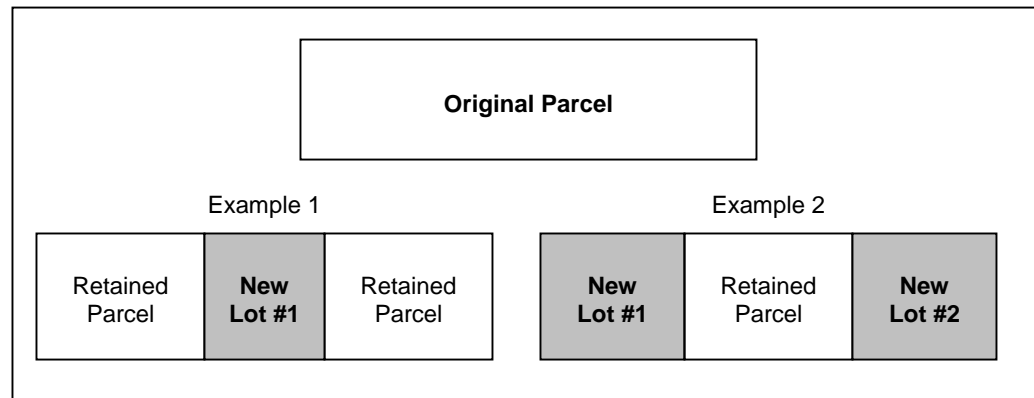 Original Parcel
Example 1
Retained
Parcel
New
Lot #1
Retained
Parcel
Example 2
New
Lot #1
Retained
Parcel
New
Lot #2